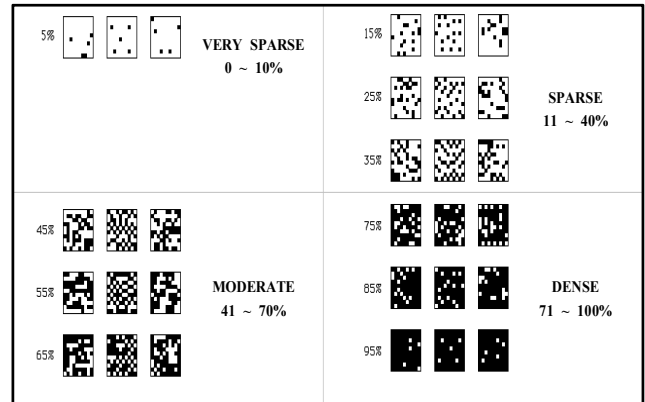 5%
VERY SPARSE
0 ~ 10%
15%
25%
35%
SPARSE
11 ~ 40%
45%
55%
65%
MODERATE
41 ~ 70%
75%
85%
95%
DENSE
71 ~ 100%